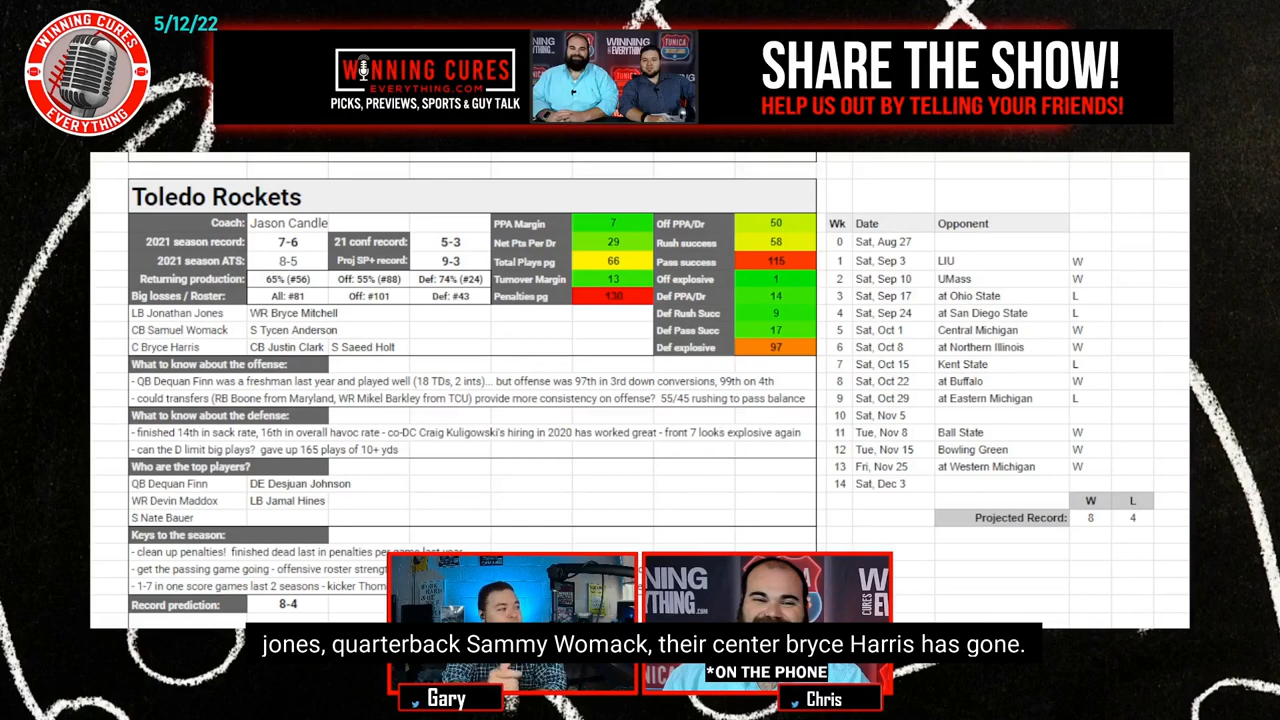 5/12/22
WINNING CURES
EVERYTHING
WINNING CURES
EVERYTHING.COM
PICKS, PREVIEWS, SPORTS & GUY TALK
WINNING
TUNICA
SHARE THE SHOW!
HELP US OUT BY TELLING YOUR FRIENDS!
Toledo Rockets
Coach: Jason Candle PPA Margin 7 Off PPA/Dr 50
2021 season record: 7-6 21 conf record: 5-3 Net Pts Per Dr 29 Rush success 58
2021 season ATS: 8-5 Proj SP+ record: 9-3 Total Plays pg 66 Pass success 115
Returning production: 65% (#56) Off: 55% (#88) Def: 74% (#24) Turnover Margin 13 Off explosive 1
Big losses / Roster: All: #81 Off: #101 Def: #43 Penalties pg 130 Def PPA/Dr 14
LB Jonathan Jones WR Bryce Mitchell Def Rush Succ 9
CB Samuel Womack S Tycen Anderson Def Pass Succ 17
C Bryce Harris CB Justin Clark S Saeed Holt Def explosive 97
What to know about the offense:
- QB Dequan Finn was a freshman last year and played well (18 TDs, 2 ints)... but offense was 97th in 3rd down conversions, 99th on 4th
- could transfers (RB Boone from Maryland, WR Mikel Barkley from TCU) provide more consistency on offense? 55/45 rushing to pass balance
What to know about the defense:
- finished 14th in sack rate, 16th in overall havoc rate - co-DC Craig Kuligowski's hiring in 2020 has worked great - front 7 looks explosive again
- can the D limit big plays? gave up 165 plays of 10+ yds
Who are the top players?
QB Dequan Finn DE Desjuan Johnson
WR Devin Maddox LB Jamal Hines
S Nate Bauer
Keys to the season:
- clean up penalties! finished dead last in penalties per game last year
- get the passing game going - offensive roster strengt
- 1-7 in one score games last 2 seasons - kicker Thom
Record prediction: 8-4
Wk Date Opponent
0 Sat, Aug 27
1 Sat, Sep 3 LIU W
2 Sat, Sep 10 UMass W
3 Sat, Sep 17 at Ohio State L
4 Sat, Sep 24 at San Diego State L
5 Sat, Oct 1 Central Michigan W
6 Sat, Oct 8 at Northern Illinois W
7 Sat, Oct 15 Kent State L
8 Sat, Oct 22 at Buffalo W
9 Sat, Oct 29 at Eastern Michigan L
10 Sat, Nov 5
11 Tue, Nov 8 Ball State W
12 Tue, Nov 15 Bowling Green W
13 Fri, Nov 25 at Western Michigan W
14 Sat, Dec 3
W L
Projected Record: 8 4
jones, quarterback Sammy Womack, their center bryce Harris has gone.
*ON THE PHONE
Gary
Chris